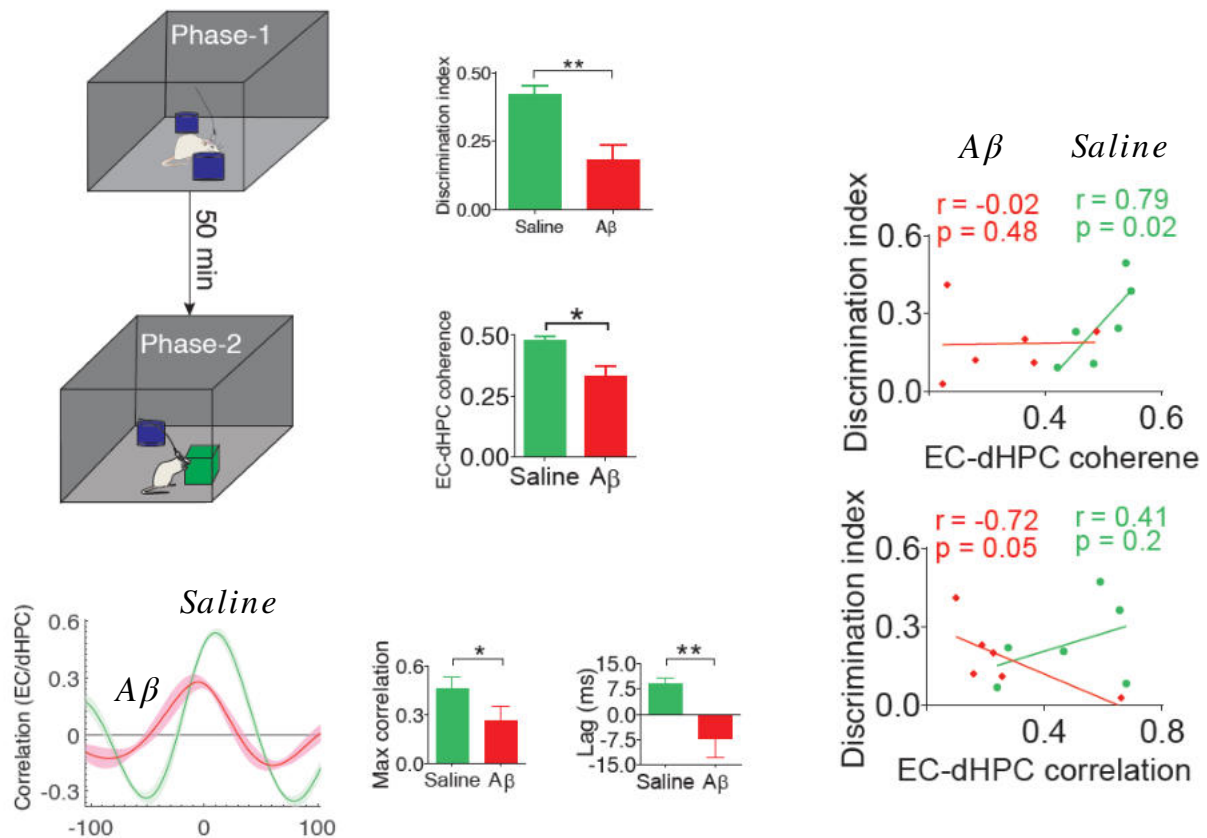 Phase-1
50 min
Phase-2
Discrimination index
0.50
0.25
0.00
**
Saline
Aβ
EC-dHPC coherence
0.50
0.25
0.00
*
Saline
Aβ
Aβ
Saline
r = -0.02
p = 0.48
r = 0.79
p = 0.02
Discrimination index
0.6
0.3
0.0
0.4
0.6
EC-dHPC coherene
r = -0.72
p = 0.05
r = 0.41
p = 0.2
Discrimination index
0.6
0.3
0.0
0.4
0.8
EC-dHPC correlation
Saline
Aβ
Correlation (EC/dHPC)
0.6
0.3
0
-0.3
-100
0
100
Max correlation
0.6
0.3
0.0
*
Saline
Aβ
Lag (ms)
15.0
7.5
0.0
-7.5
-15.0
**
Saline
Aβ